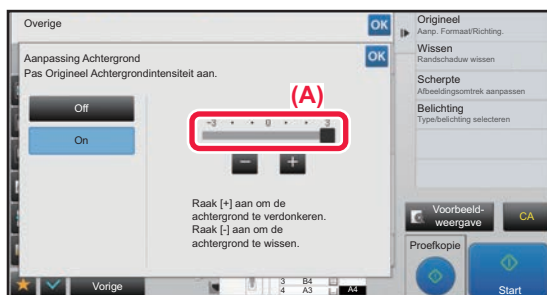 Overige
OK
Aanpassing Achtergrond
Pas Origineel Achtergrondintensiteit aan.
OK
Off
On
(A)
-3 • • 0 • • 3
− +
Raak [+] aan om de
achtergrond te verdonkeren.
Raak [-] aan om de
achtergrond te wissen.
Vorige
3 B4
4 A3
A4
Origineel
Aanp. Formaat/Richting.
Wissen
Randschaduw wissen
Scherpte
Afbeeldingsomtrek aanpassen
Belichting
Type/belichting selecteren
Voorbeeld-
weergave
CA
Proefkopie
Start